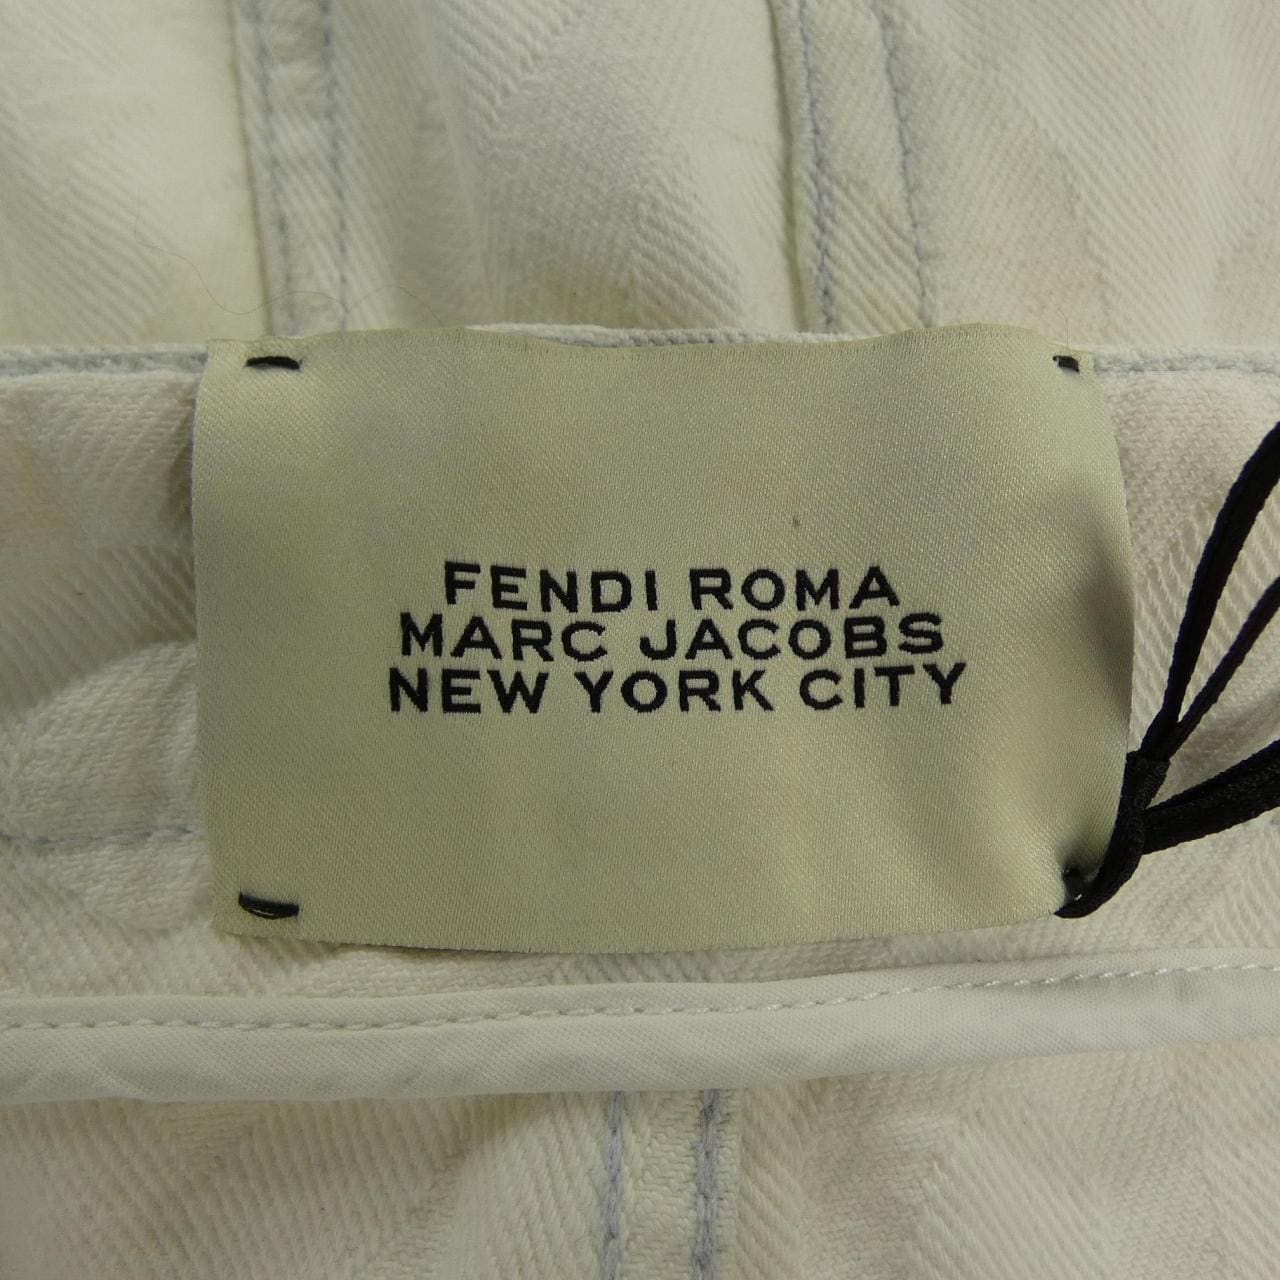 FENDI ROMA
MARC JACOBS
NEW YORK CITY